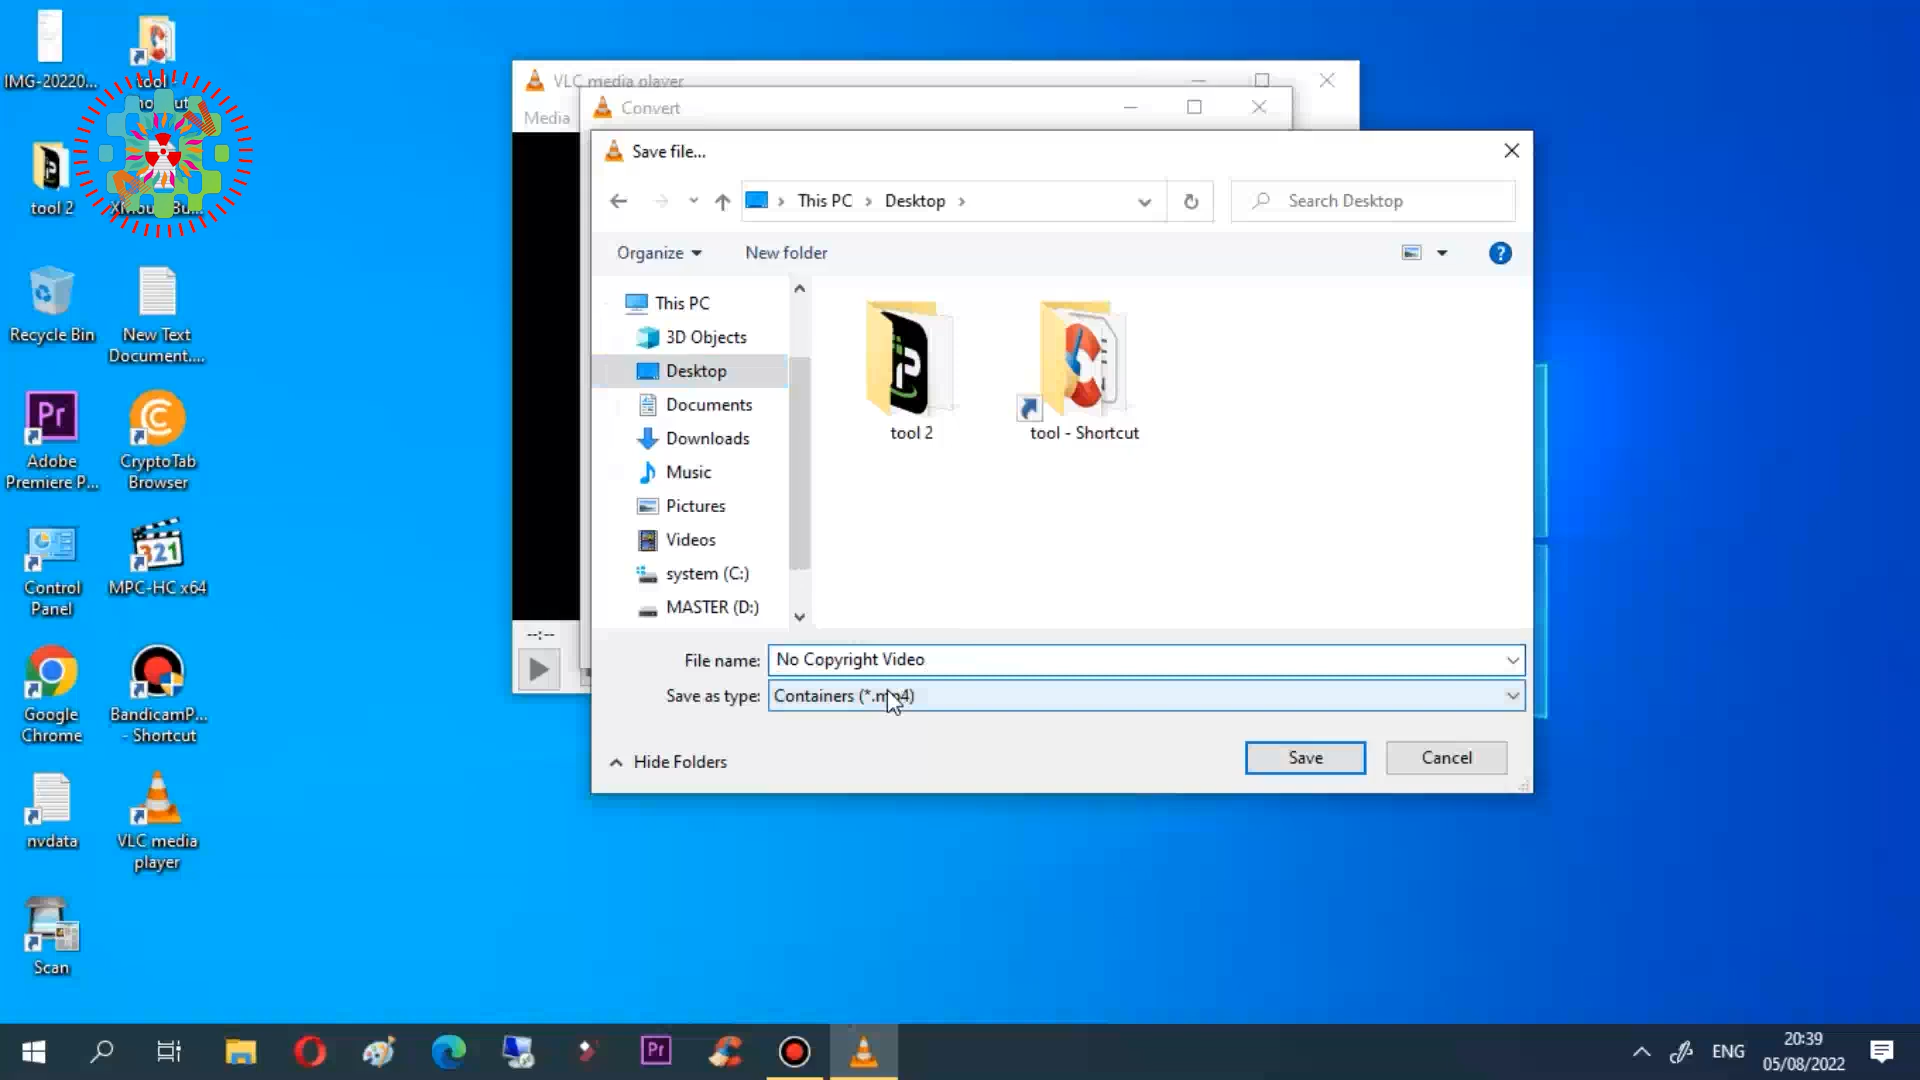 IMG-20220...
tool -
tool 2
Recycle Bin
New Text
Document....
Adobe
Premiere P...
CryptoTab
Browser
Control
Panel
MPC-HC x64
Google
Chrome
BandicamP...
- Shortcut
nvdata
VLC media
player
Scan
VLC media player
Media
Convert
--:--
Save file...
This PC
Desktop
Search Desktop
Organize
New folder
?
This PC
3D Objects
Desktop
Documents
Downloads
Music
Pictures
Videos
system (C:)
MASTER (D:)
tool 2
tool - Shortcut
File name: No Copyright Video
Save as type: Containers (*.mp4)
Hide Folders
Save
Cancel
Pr
321
Pr
ENG
20:39
05/08/2022